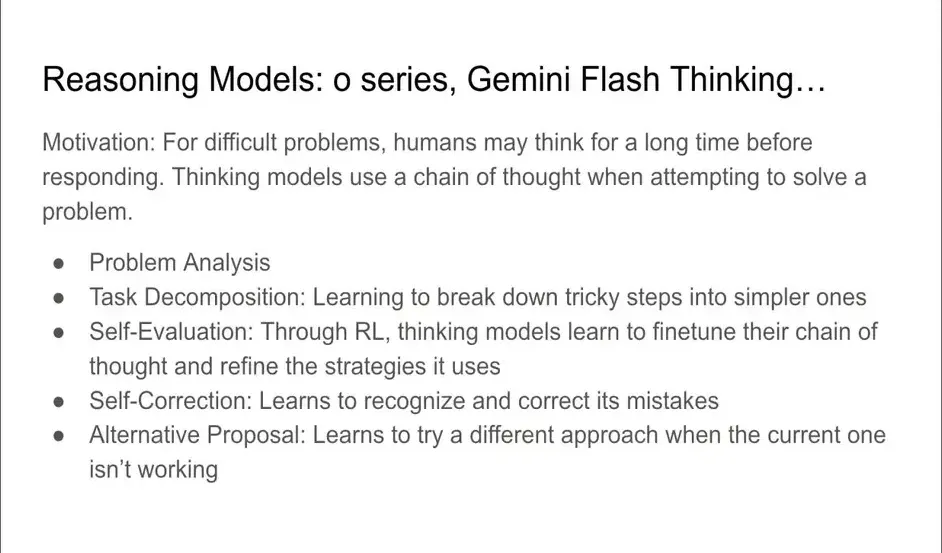 Reasoning Models: o series, Gemini Flash Thinking…
Motivation: For difficult problems, humans may think for a long time before
responding. Thinking models use a chain of thought when attempting to solve a
problem.
● Problem Analysis
● Task Decomposition: Learning to break down tricky steps into simpler ones
● Self-Evaluation: Through RL, thinking models learn to finetune their chain of
thought and refine the strategies it uses
● Self-Correction: Learns to recognize and correct its mistakes
● Alternative Proposal: Learns to try a different approach when the current one
isn’t working